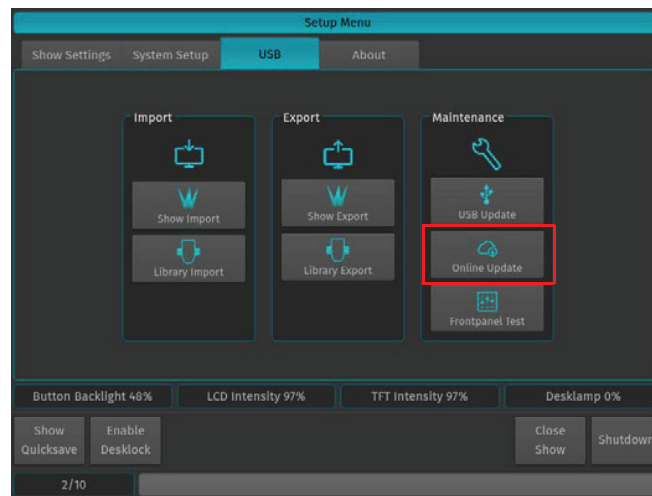 Setup Menu
Show Settings System Setup USB About
Import Export Maintenance
Show Import Show Export USB Update
Library Import Library Export Online Update
Frontpanel Test
Button Backlight 48% LCD Intensity 97% TFT Intensity 97% Desklamp 0%
Show Enable Close
Quicksave Desklock Show Shutdown
2/10